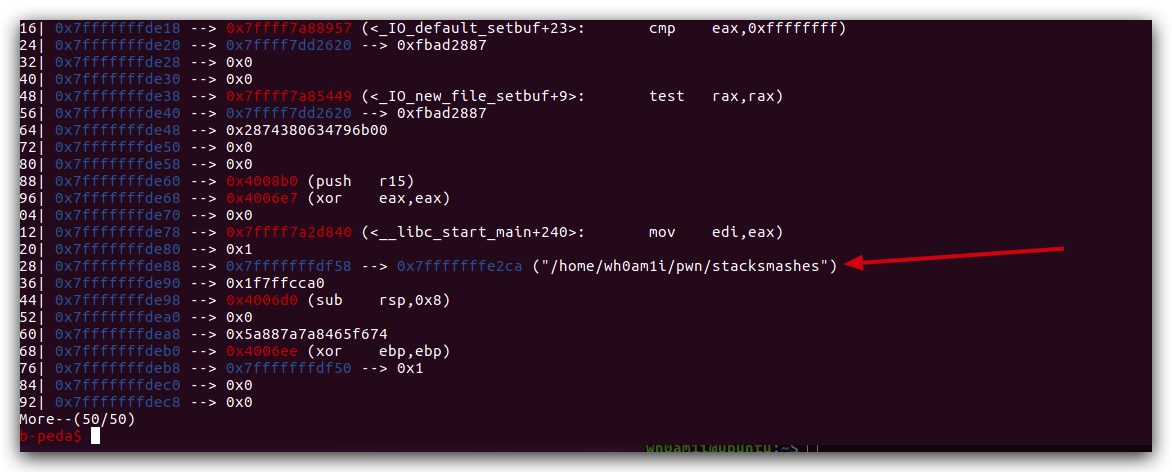 16| 0x7fffffffde18 --> 0x7ffff7a88957 (<_IO_default_setbuf+23>: cmp eax,0xffffffff)
24| 0x7fffffffde20 --> 0x7ffff7dd2620 --> 0xfbad2887
32| 0x7fffffffde28 --> 0x0
40| 0x7fffffffde30 --> 0x0
48| 0x7fffffffde38 --> 0x7ffff7a85449 (<_IO_new_file_setbuf+9>: test rax,rax)
56| 0x7fffffffde40 --> 0x7ffff7dd2620 --> 0xfbad2887
64| 0x7fffffffde48 --> 0x2874380634796b00
72| 0x7fffffffde50 --> 0x0
80| 0x7fffffffde58 --> 0x0
88| 0x7fffffffde60 --> 0x4008b0 (push r15)
96| 0x7fffffffde68 --> 0x4006e7 (xor eax,eax)
04| 0x7fffffffde70 --> 0x0
12| 0x7fffffffde78 --> 0x7ffff7a2d840 (<__libc_start_main+240>: mov edi,eax)
20| 0x7fffffffde80 --> 0x1
28| 0x7fffffffde88 --> 0x7fffffffdf58 --> 0x7fffffffe2ca ("/home/wh0am1i/pwn/stacksmashes")
36| 0x7fffffffde90 --> 0x1f7ffcca0
44| 0x7fffffffde98 --> 0x4006d0 (sub rsp,0x8)
52| 0x7fffffffdea0 --> 0x0
60| 0x7fffffffdea8 --> 0x5a887a7a8465f674
68| 0x7fffffffdeb0 --> 0x4006ee (xor ebp,ebp)
76| 0x7fffffffdeb8 --> 0x7fffffffdf50 --> 0x1
84| 0x7fffffffdec0 --> 0x0
92| 0x7fffffffdec8 --> 0x0
More--(50/50)
b-peda$